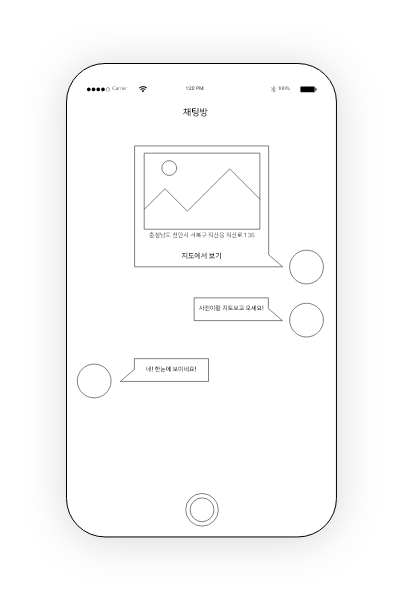 Carrier 1:20 PM 100%
채팅방
충청남도 천안시 서북구 직산읍 직산로 136
지도에서 보기
사진이랑 지도보고 오세요!
네! 한눈에 보이네요!